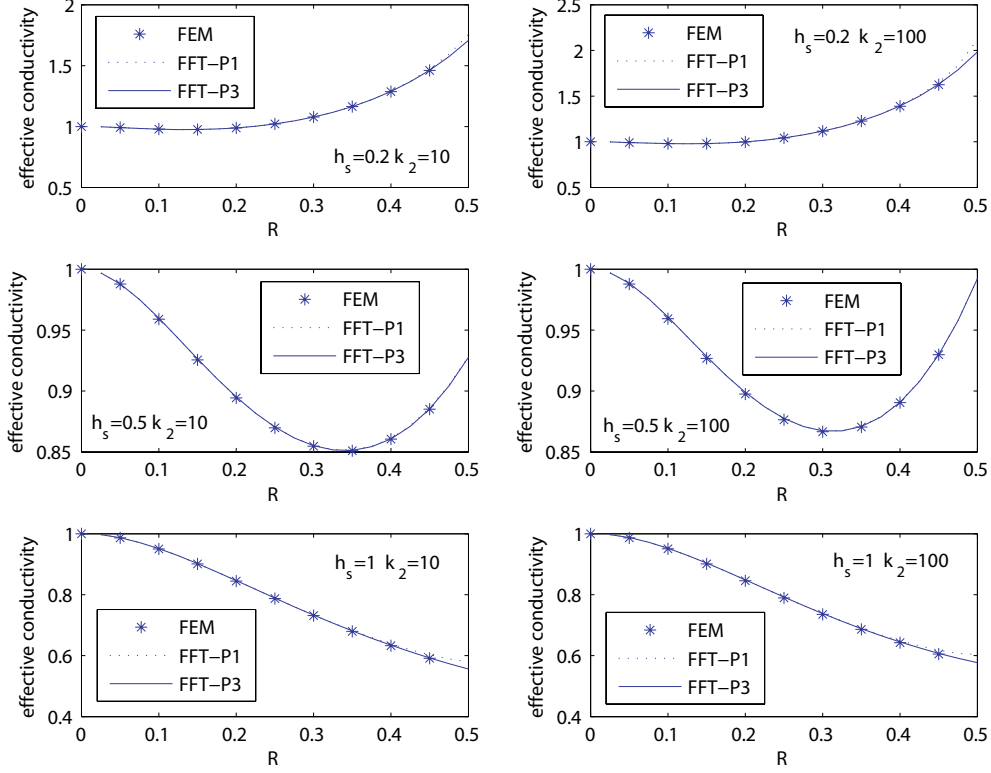 2
1.5
1
0.5
effective conductivity
FEM
FFT−P1
FFT−P3
h_s=0.2 k_2=10
0 0.1 0.2 0.3 0.4 0.5
R
2.5
2
1.5
1
0.5
effective conductivity
FEM
FFT−P1
FFT−P3
h_s=0.2 k_2=100
0 0.1 0.2 0.3 0.4 0.5
R
1
0.95
0.9
0.85
effective conductivity
FEM
FFT−P1
FFT−P3
h_s=0.5 k_2=10
0 0.1 0.2 0.3 0.4 0.5
R
1
0.95
0.9
0.85
effective conductivity
FEM
FFT−P1
FFT−P3
h_s=0.5 k_2=100
0 0.1 0.2 0.3 0.4 0.5
R
1
0.8
0.6
0.4
effective conductivity
h_s=1 k_2=10
FEM
FFT−P1
FFT−P3
0 0.1 0.2 0.3 0.4 0.5
R
1
0.8
0.6
0.4
effective conductivity
h_s=1 k_2=100
FEM
FFT−P1
FFT−P3
0 0.1 0.2 0.3 0.4 0.5
R